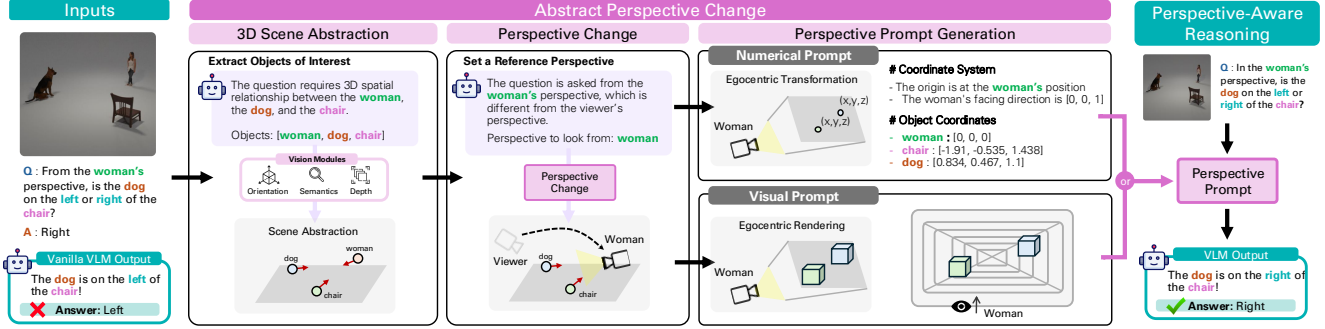 Inputs
Q : From the woman's
perspective, is the dog
on the left or right of the
chair?
A : Right
Vanilla VLM Output
The dog is on the left of
the chair!
Answer: Left
Abstract Perspective Change
3D Scene Abstraction
Extract Objects of Interest
The question requires 3D spatial
relationship between the woman,
the dog, and the chair.
Objects: [woman, dog, chair]
Vision Modules
Orientation Semantics Depth
Scene Abstraction
woman
dog
chair
Perspective Change
Set a Reference Perspective
The question is asked from the
woman's perspective, which is
different from the viewer's
perspective.
Perspective to look from: woman
Perspective
Change
Woman
Viewer
dog
chair
Perspective Prompt Generation
Numerical Prompt
Egocentric Transformation
(x,y,z)
(x,y,z)
Woman
# Coordinate System
- The origin is at the woman's position
- The woman's facing direction is [0, 0, 1]
# Object Coordinates
- woman : [0, 0, 0]
- chair : [-1.91, -0.535, 1.438]
- dog : [0.834, 0.467, 1.1]
Visual Prompt
Egocentric Rendering
Woman
Woman
or
Perspective-Aware
Reasoning
Q : In the woman's
perspective, is the
dog on the left or
right of the chair?
Perspective
Prompt
VLM Output
The dog is on the right of
the chair!
Answer: Right